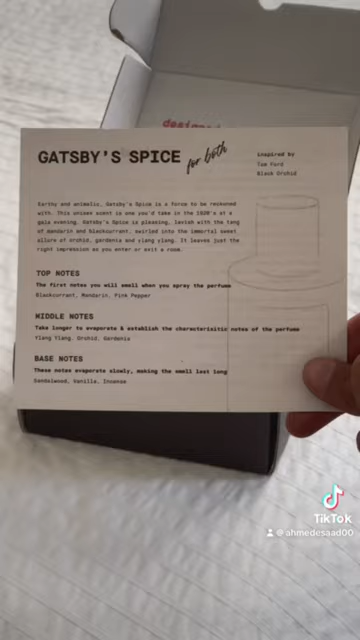 designed
GATSBY'S SPICE for both
inspired by
Tom Ford
Black Orchid
Earthy and animalic, Gatsby's Spice is a force to be reckoned
with. This unisex scent is one you'd take in the 1920's at a
gala evening. Gatsby's Spice is pleasing, lavish with the tang
of mandarin and blackcurrant, swirled into the immortal sweet
allure of orchid, gardenia and ylang ylang. It leaves just the
right impression as you enter or exit a room.
TOP NOTES
The first notes you will smell when you spray the perfume
Blackcurrant, Mandarin, Pink Pepper
MIDDLE NOTES
Take longer to evaporate & establish the characterisitic notes of the perfume
Ylang Ylang, Orchid, Gardenia
BASE NOTES
These notes evaporate slowly, making the smell last long
Sandalwood, Vanilla, Incense
TikTok
@ahmedesaad00